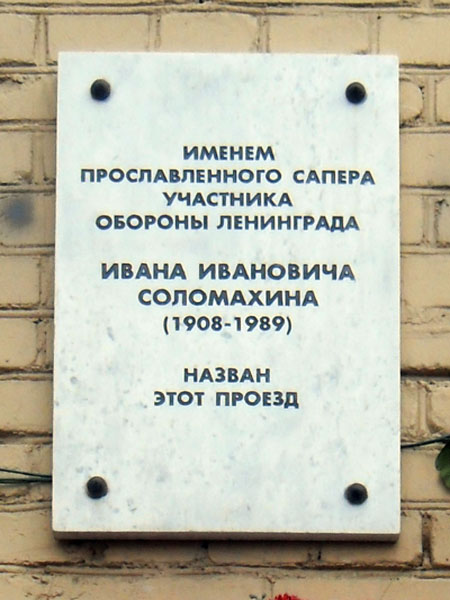 ИМЕНЕМ
ПРОСЛАВЛЕННОГО САПЕРА
УЧАСТНИКА
ОБОРОНЫ ЛЕНИНГРАДА
ИВАНА ИВАНОВИЧА
СОЛОМАХИНА
(1908-1989)
НАЗВАН
ЭТОТ ПРОЕЗД